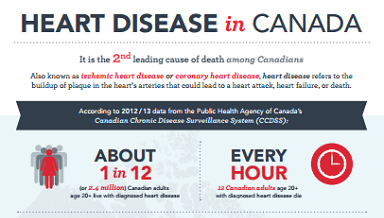 HEART DISEASE in CANADA
It is the 2nd leading cause of death among Canadians
Also known as ischemic heart disease or coronary heart disease, heart disease refers to the
buildup of plaque in the heart's arteries that could lead to a heart attack, heart failure, or death.
According to 2012/13 data from the Public Health Agency of Canada's
Canadian Chronic Disease Surveillance System (CCDSS):
ABOUT
1 in 12
(or 2.4 million) Canadian adults
age 20+ live with diagnosed heart disease
EVERY
HOUR
12 Canadian adults age 20+
with diagnosed heart disease die